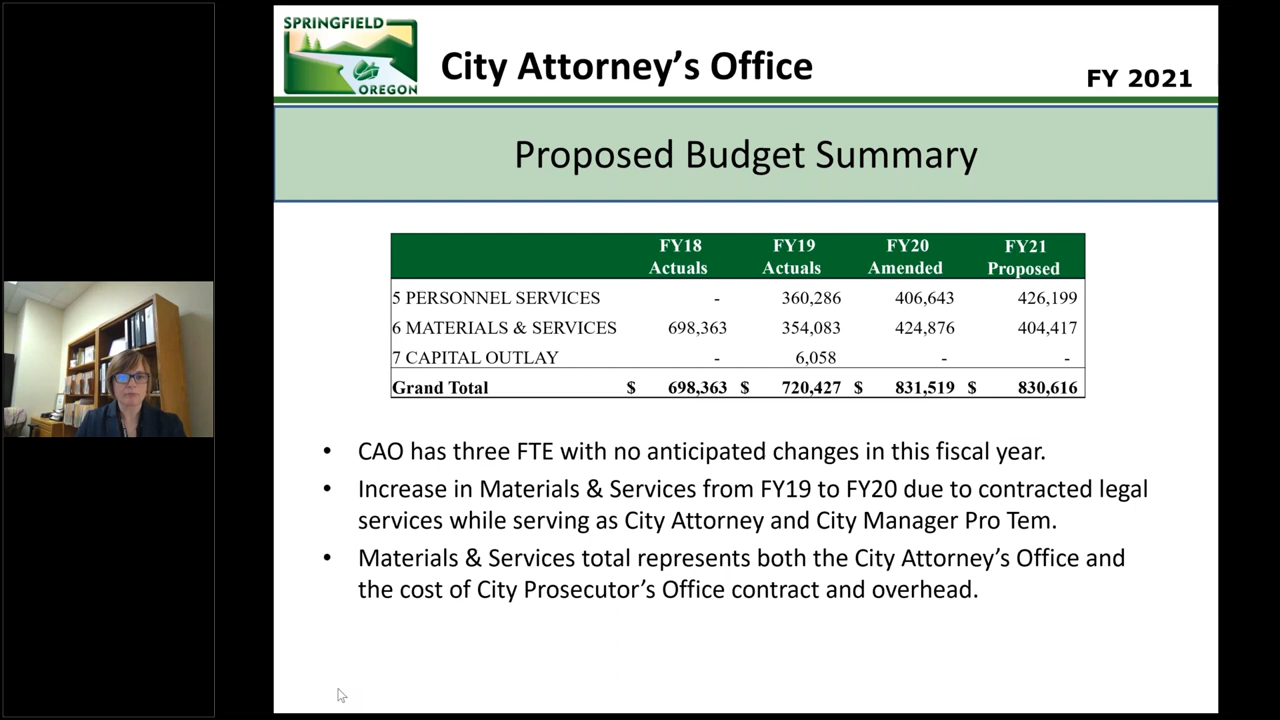 SPRINGFIELD
OREGON
City Attorney's Office
FY 2021
Proposed Budget Summary
FY18 FY19 FY20 FY21
Actuals Actuals Amended Proposed
5 PERSONNEL SERVICES - 360,286 406,643 426,199
6 MATERIALS & SERVICES 698,363 354,083 424,876 404,417
7 CAPITAL OUTLAY - 6,058 - -
Grand Total $ 698,363 $ 720,427 $ 831,519 $ 830,616
• CAO has three FTE with no anticipated changes in this fiscal year.
• Increase in Materials & Services from FY19 to FY20 due to contracted legal
services while serving as City Attorney and City Manager Pro Tem.
• Materials & Services total represents both the City Attorney's Office and
the cost of City Prosecutor's Office contract and overhead.